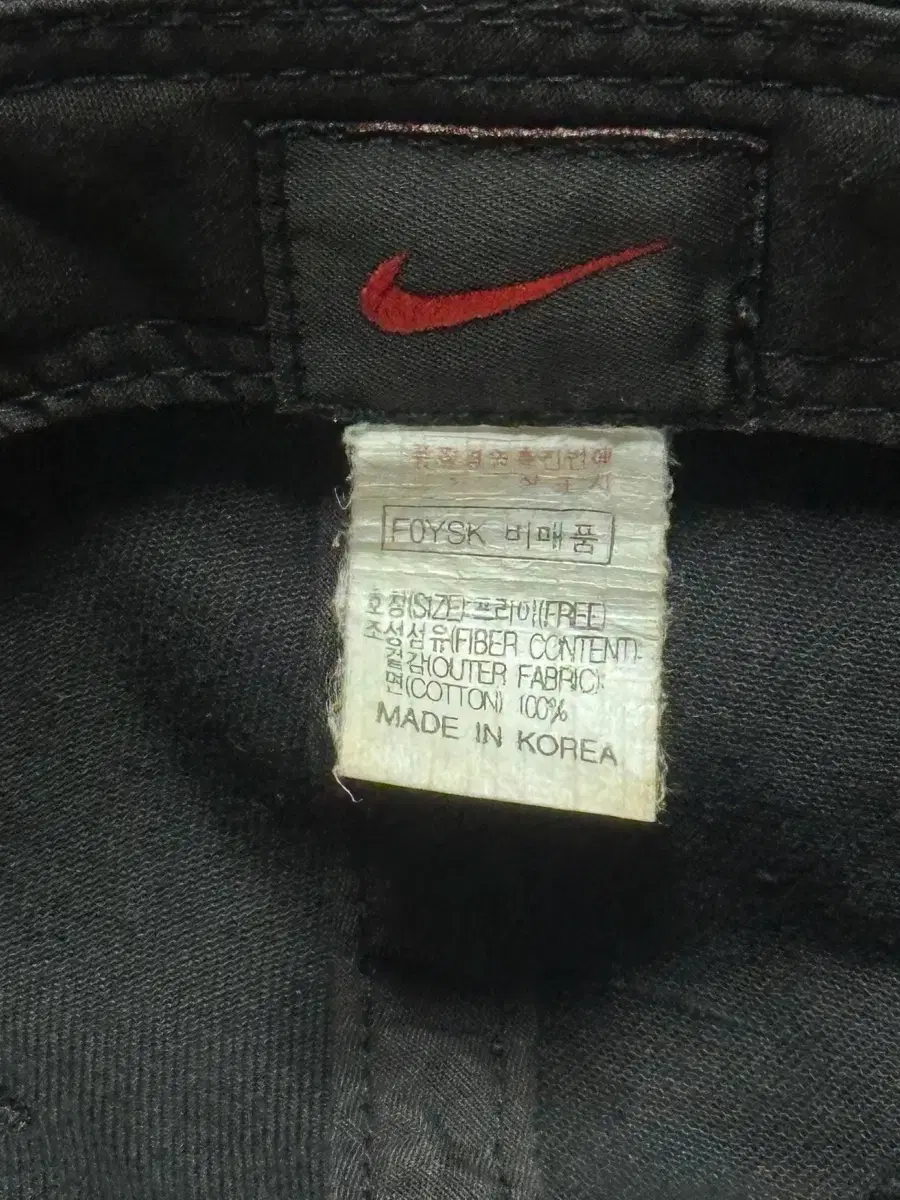 F0YSK 비매품
호칭(SIZE):프리이(FREE)
조성섬유(FIBER CONTENT):
겉감(OUTER FABRIC):
면(COTTON) 100%
MADE IN KOREA